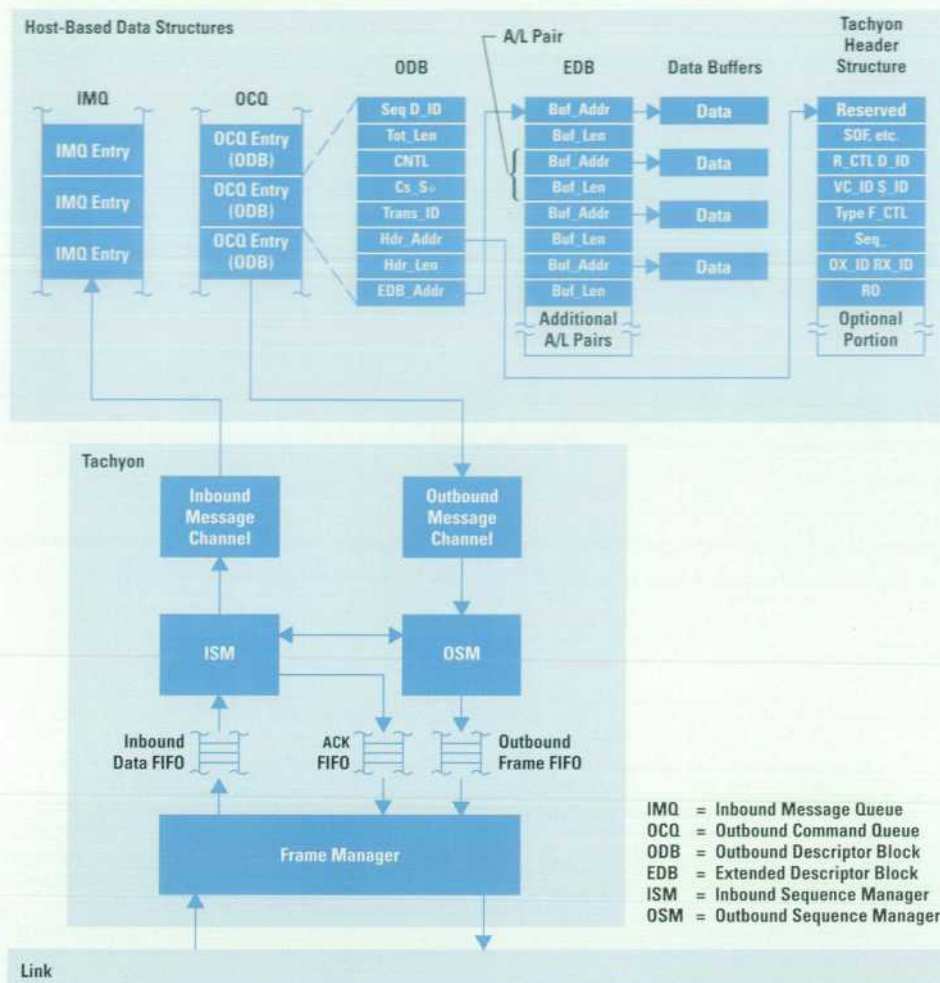 Host-Based Data Structures
A/L Pair
Tachyon
Header
Structure
IMQ
OCQ
ODB
EDB
Data Buffers
IMQ Entry
IMQ Entry
IMQ Entry
OCQ Entry
(ODB)
OCQ Entry
(ODB)
OCQ Entry
(ODB)
Seq D_ID
Tot_Len
CNTL
Cs_S
Trans_ID
Hdr_Addr
Hdr_Len
EDB_Addr
Buf_Addr
Buf_Len
Buf_Addr
Buf_Len
Buf_Addr
Buf_Len
Buf_Addr
Buf_Len
Additional
A/L Pairs
Data
Data
Data
Data
Reserved
SOF, etc.
R_CTL D_ID
VC_ID S_ID
Type F_CTL
Seq_
OX_ID RX_ID
RO
Optional
Portion
Tachyon
Inbound
Message
Channel
Outbound
Message
Channel
ISM
OSM
Inbound
Data FIFO
ACK
FIFO
Outbound
Frame FIFO
Frame Manager
IMQ = Inbound Message Queue
OCQ = Outbound Command Queue
ODB = Outbound Descriptor Block
EDB = Extended Descriptor Block
ISM = Inbound Sequence Manager
OSM = Outbound Sequence Manager
Link